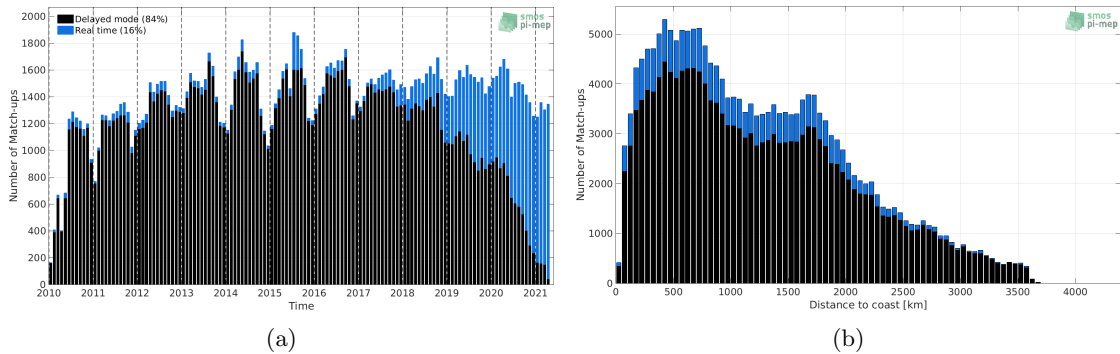 Delayed mode (84%)
Real time (16%)
smos
pi-mep
Number of Match-ups
2000
1800
1600
1400
1200
1000
800
600
400
200
0
2010 2011 2012 2013 2014 2015 2016 2017 2018 2019 2020 2021
Time
(a)
smos
pi-mep
Number of Match-ups
5000
4000
3000
2000
1000
0
0 500 1000 1500 2000 2500 3000 3500 4000
Distance to coast [km]
(b)